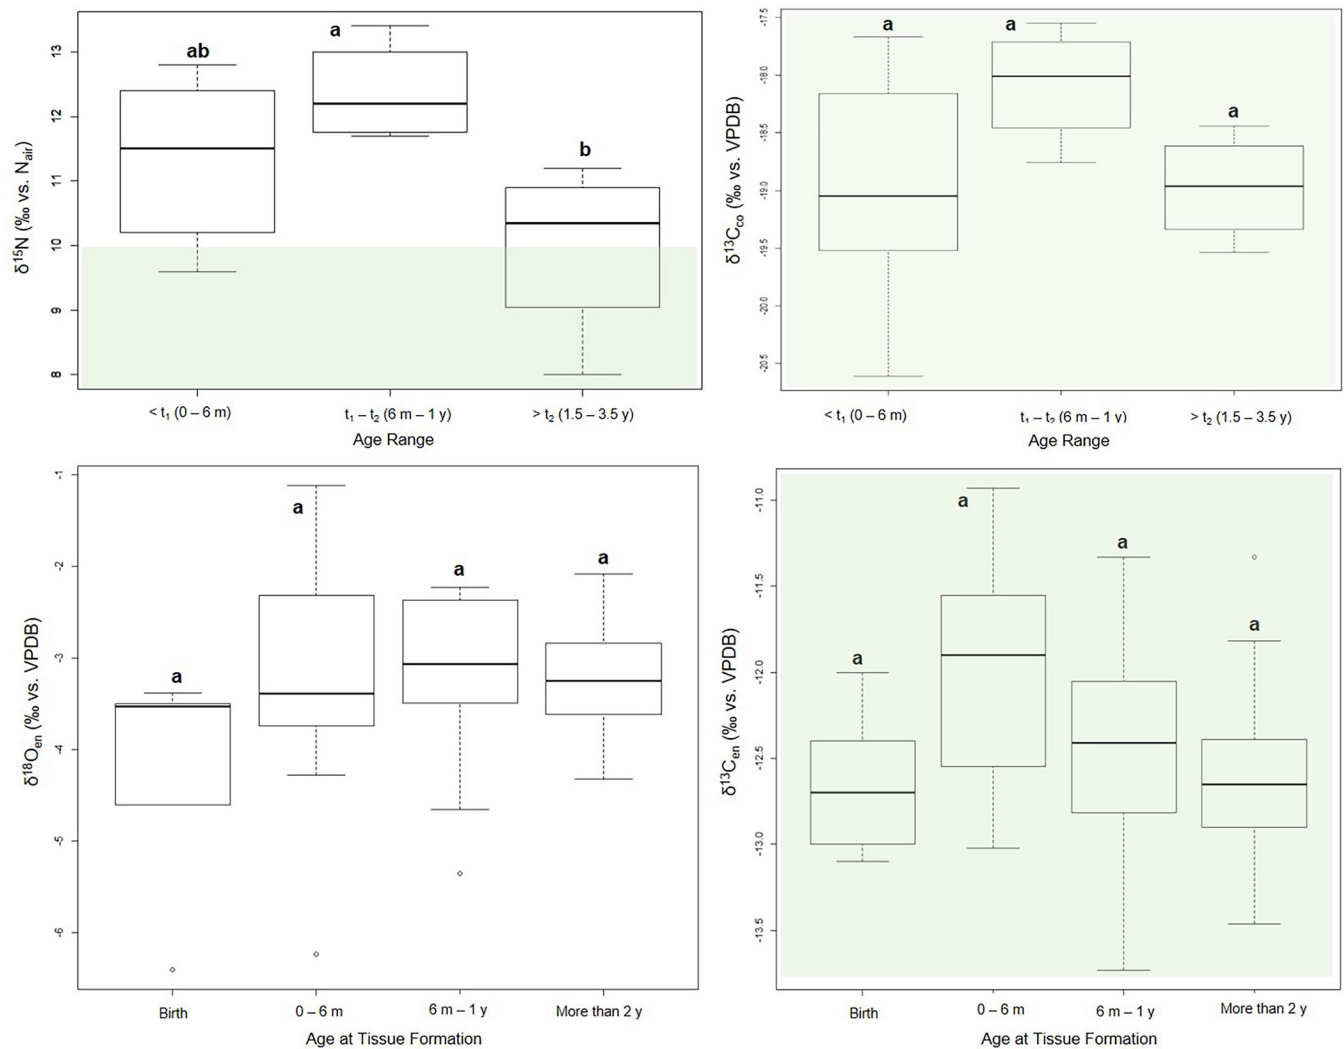 ab
a
b
13
12
11
10
9
8
δ15N (‰ vs. Nair)
< t1 (0 – 6 m)
t1 – t2 (6 m – 1 y)
> t2 (1.5 – 3.5 y)
Age Range
a
a
a
-17.5
-18.0
-18.5
-19.0
-19.5
-20.0
-20.5
δ13Cco (‰ vs. VPDB)
< t1 (0 – 6 m)
t1 – t2 (6 m – 1 y)
> t2 (1.5 – 3.5 y)
Age Range
a
a
a
a
-1
-2
-3
-4
-5
-6
δ18Oen (‰ vs. VPDB)
Birth
0 – 6 m
6 m – 1 y
More than 2 y
Age at Tissue Formation
a
a
a
a
-11.0
-11.5
-12.0
-12.5
-13.0
-13.5
δ13Cen (‰ vs. VPDB)
Birth
0 – 6 m
6 m – 1 y
More than 2 y
Age at Tissue Formation